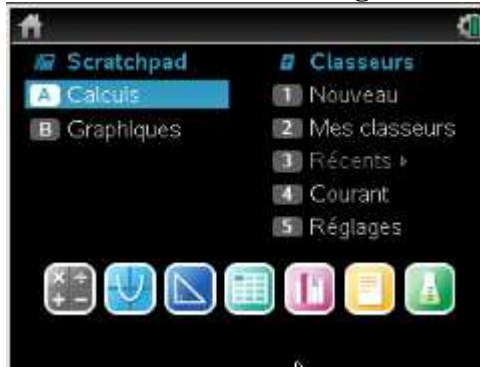 Scratchpad
A Calculs
B Graphiques
Classeurs
1 Nouveau
2 Mes classeurs
3 Récents ▸
4 Courant
5 Réglages